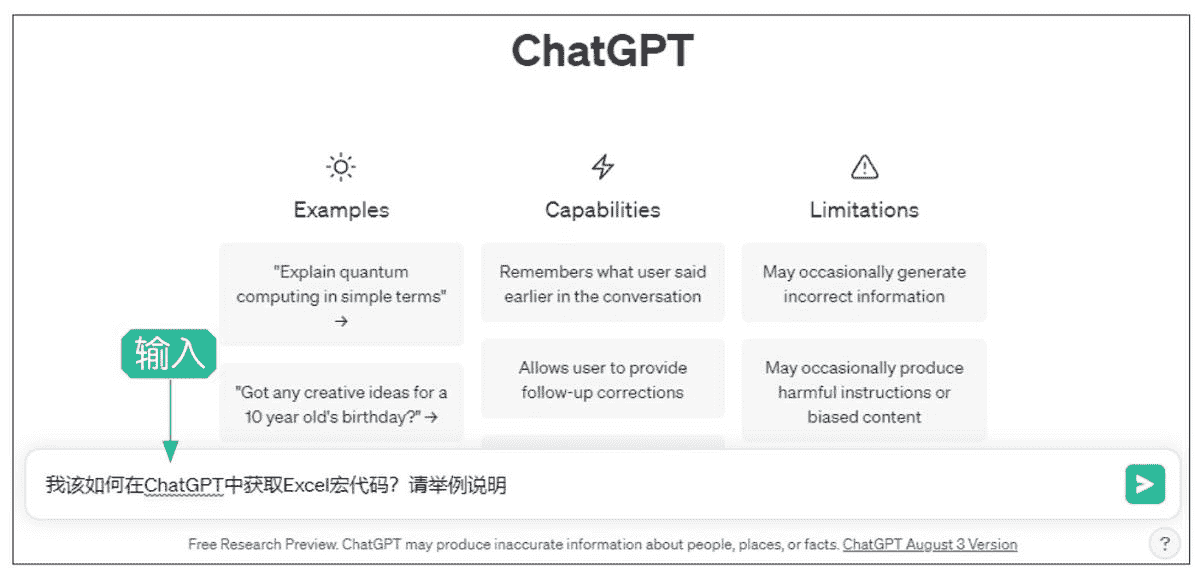 ChatGPT
Examples
"Explain quantum
computing in simple terms"
→
"Got any creative ideas for a
10 year old's birthday?" →
Capabilities
Remembers what user said
earlier in the conversation
Allows user to provide
follow-up corrections
Limitations
May occasionally generate
incorrect information
May occasionally produce
harmful instructions or
biased content
输入
我该如何在ChatGPT中获取Excel宏代码？请举例说明
Free Research Preview. ChatGPT may produce inaccurate information about people, places, or facts. ChatGPT August 3 Version
?